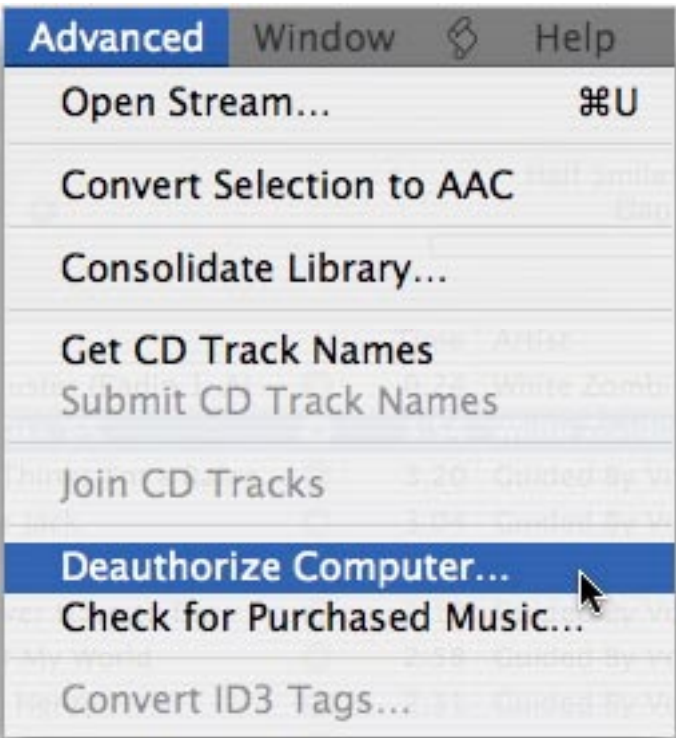 Advanced Window Help
Open Stream... ⌘U
Convert Selection to AAC
Consolidate Library...
Get CD Track Names
Submit CD Track Names
Join CD Tracks
Deauthorize Computer...
Check for Purchased Music...
Convert ID3 Tags...